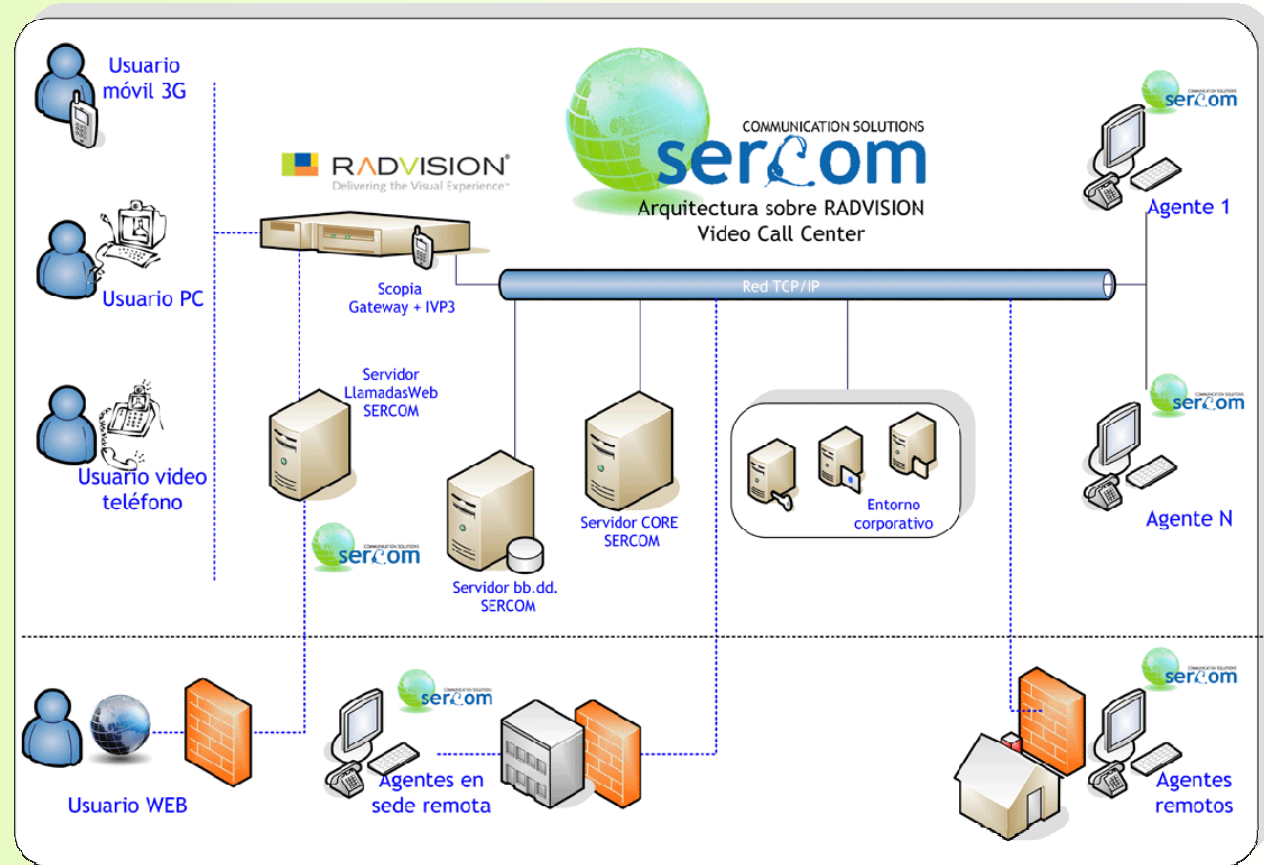 Usuario
móvil 3G
RADVISION®
Delivering the Visual Experience™
COMMUNICATION SOLUTIONS
sercom
Arquitectura sobre RADVISION
Video Call Center
sercom
Agente 1
Usuario PC
Scopia
Gateway + IVP3
Red TCP/IP
Servidor
LlamadasWeb
SERCOM
Usuario video
teléfono
sercom
Servidor bb.dd.
SERCOM
Servidor CORE
SERCOM
Entorno
corporativo
sercom
Agente N
Usuario WEB
sercom
Agentes en
sede remota
sercom
Agentes
remotos